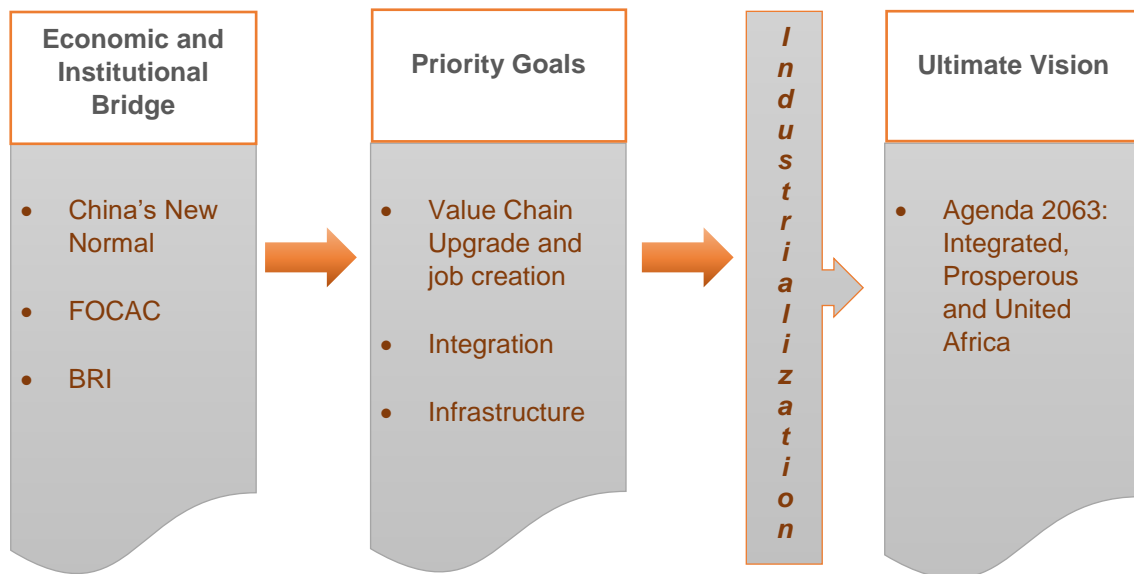 Economic and
Institutional
Bridge
China’s New
Normal
FOCAC
BRI
Priority Goals
Value Chain
Upgrade and
job creation
Integration
Infrastructure
Industrialization
Ultimate Vision
Agenda 2063:
Integrated,
Prosperous
and United
Africa